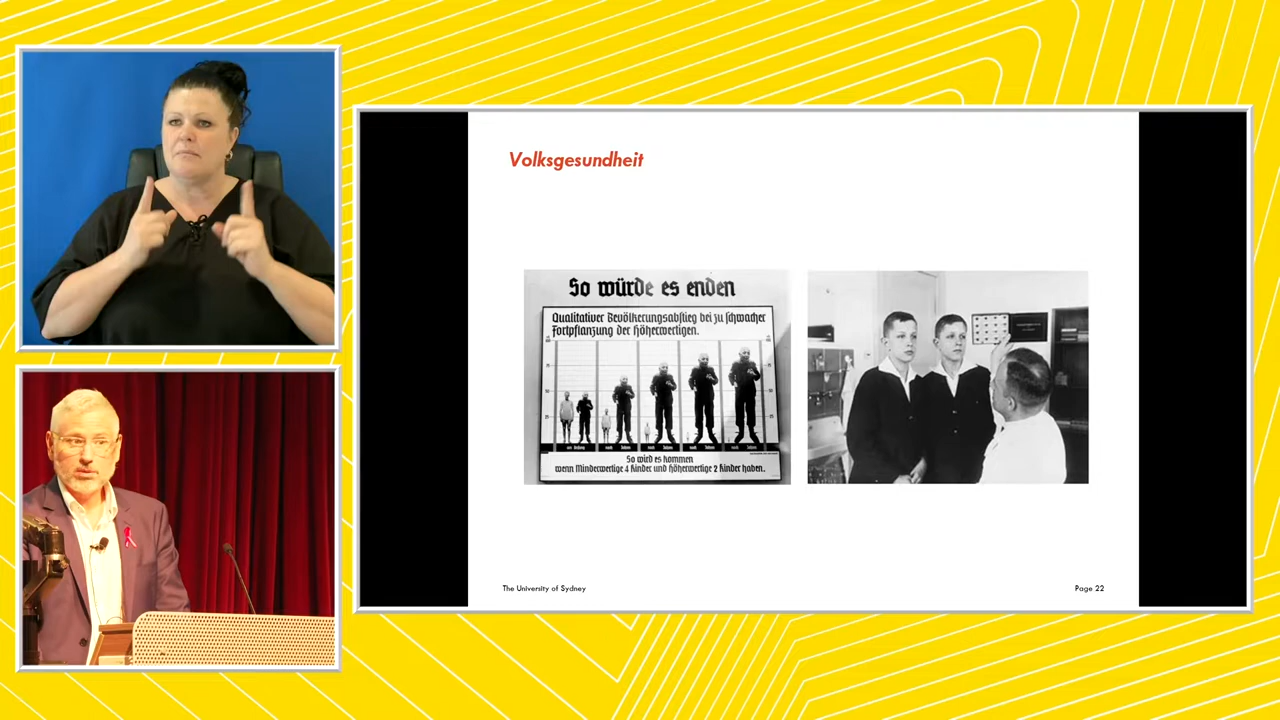 Volksgesundheit
So würde es enden
Qualitativer Bevölkerungsabstieg bei zu schwacher
Fortpflanzung der Höherwertigen.
So wird es kommen
wenn Minderwertige 4 Kinder und Höherwertige 2 Kinder haben.
The University of Sydney
Page 22